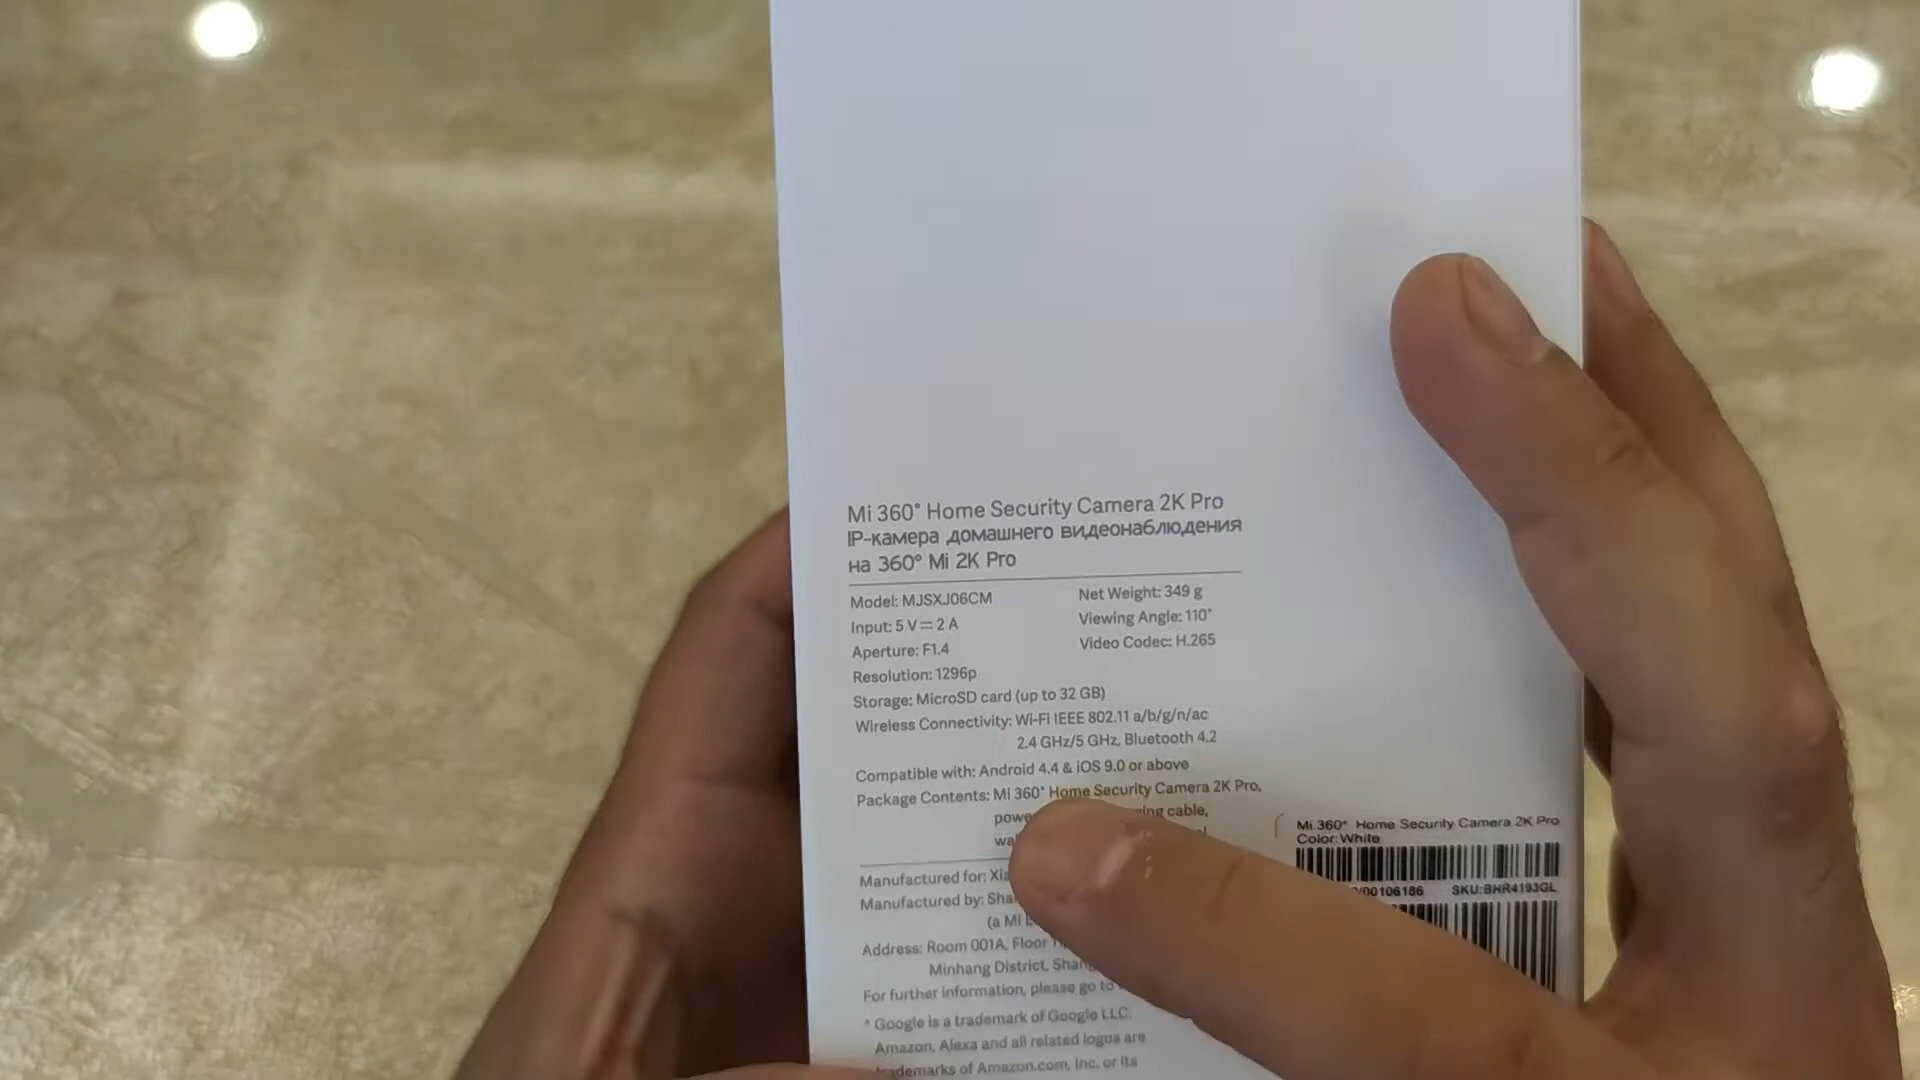 Mi 360° Home Security Camera 2K Pro
IP-камера домашнего видеонаблюдения
на 360° Mi 2K Pro
Model: MJSXJ06CM
Net Weight: 349 g
Input: 5 V⎓2 A
Viewing Angle: 110°
Aperture: F1.4
Video Codec: H.265
Resolution: 1296p
Storage: MicroSD card (up to 32 GB)
Wireless Connectivity: Wi-Fi IEEE 802.11 a/b/g/n/ac
2.4 GHz/5 GHz, Bluetooth 4.2
Compatible with: Android 4.4 & iOS 9.0 or above
Package Contents: Mi 360° Home Security Camera 2K Pro,
cable,
Manufactured for:
Manufactured by:
(a Mi
Address: Room 001A, Floor
Minhang District,
For further information, please go to
* Google is a trademark of Google LLC.
Amazon, Alexa and all related logos are
trademarks of Amazon.com, Inc. or its
Mi 360° Home Security Camera 2K Pro
Color:White
/00106186 SKU:BHR4193GL